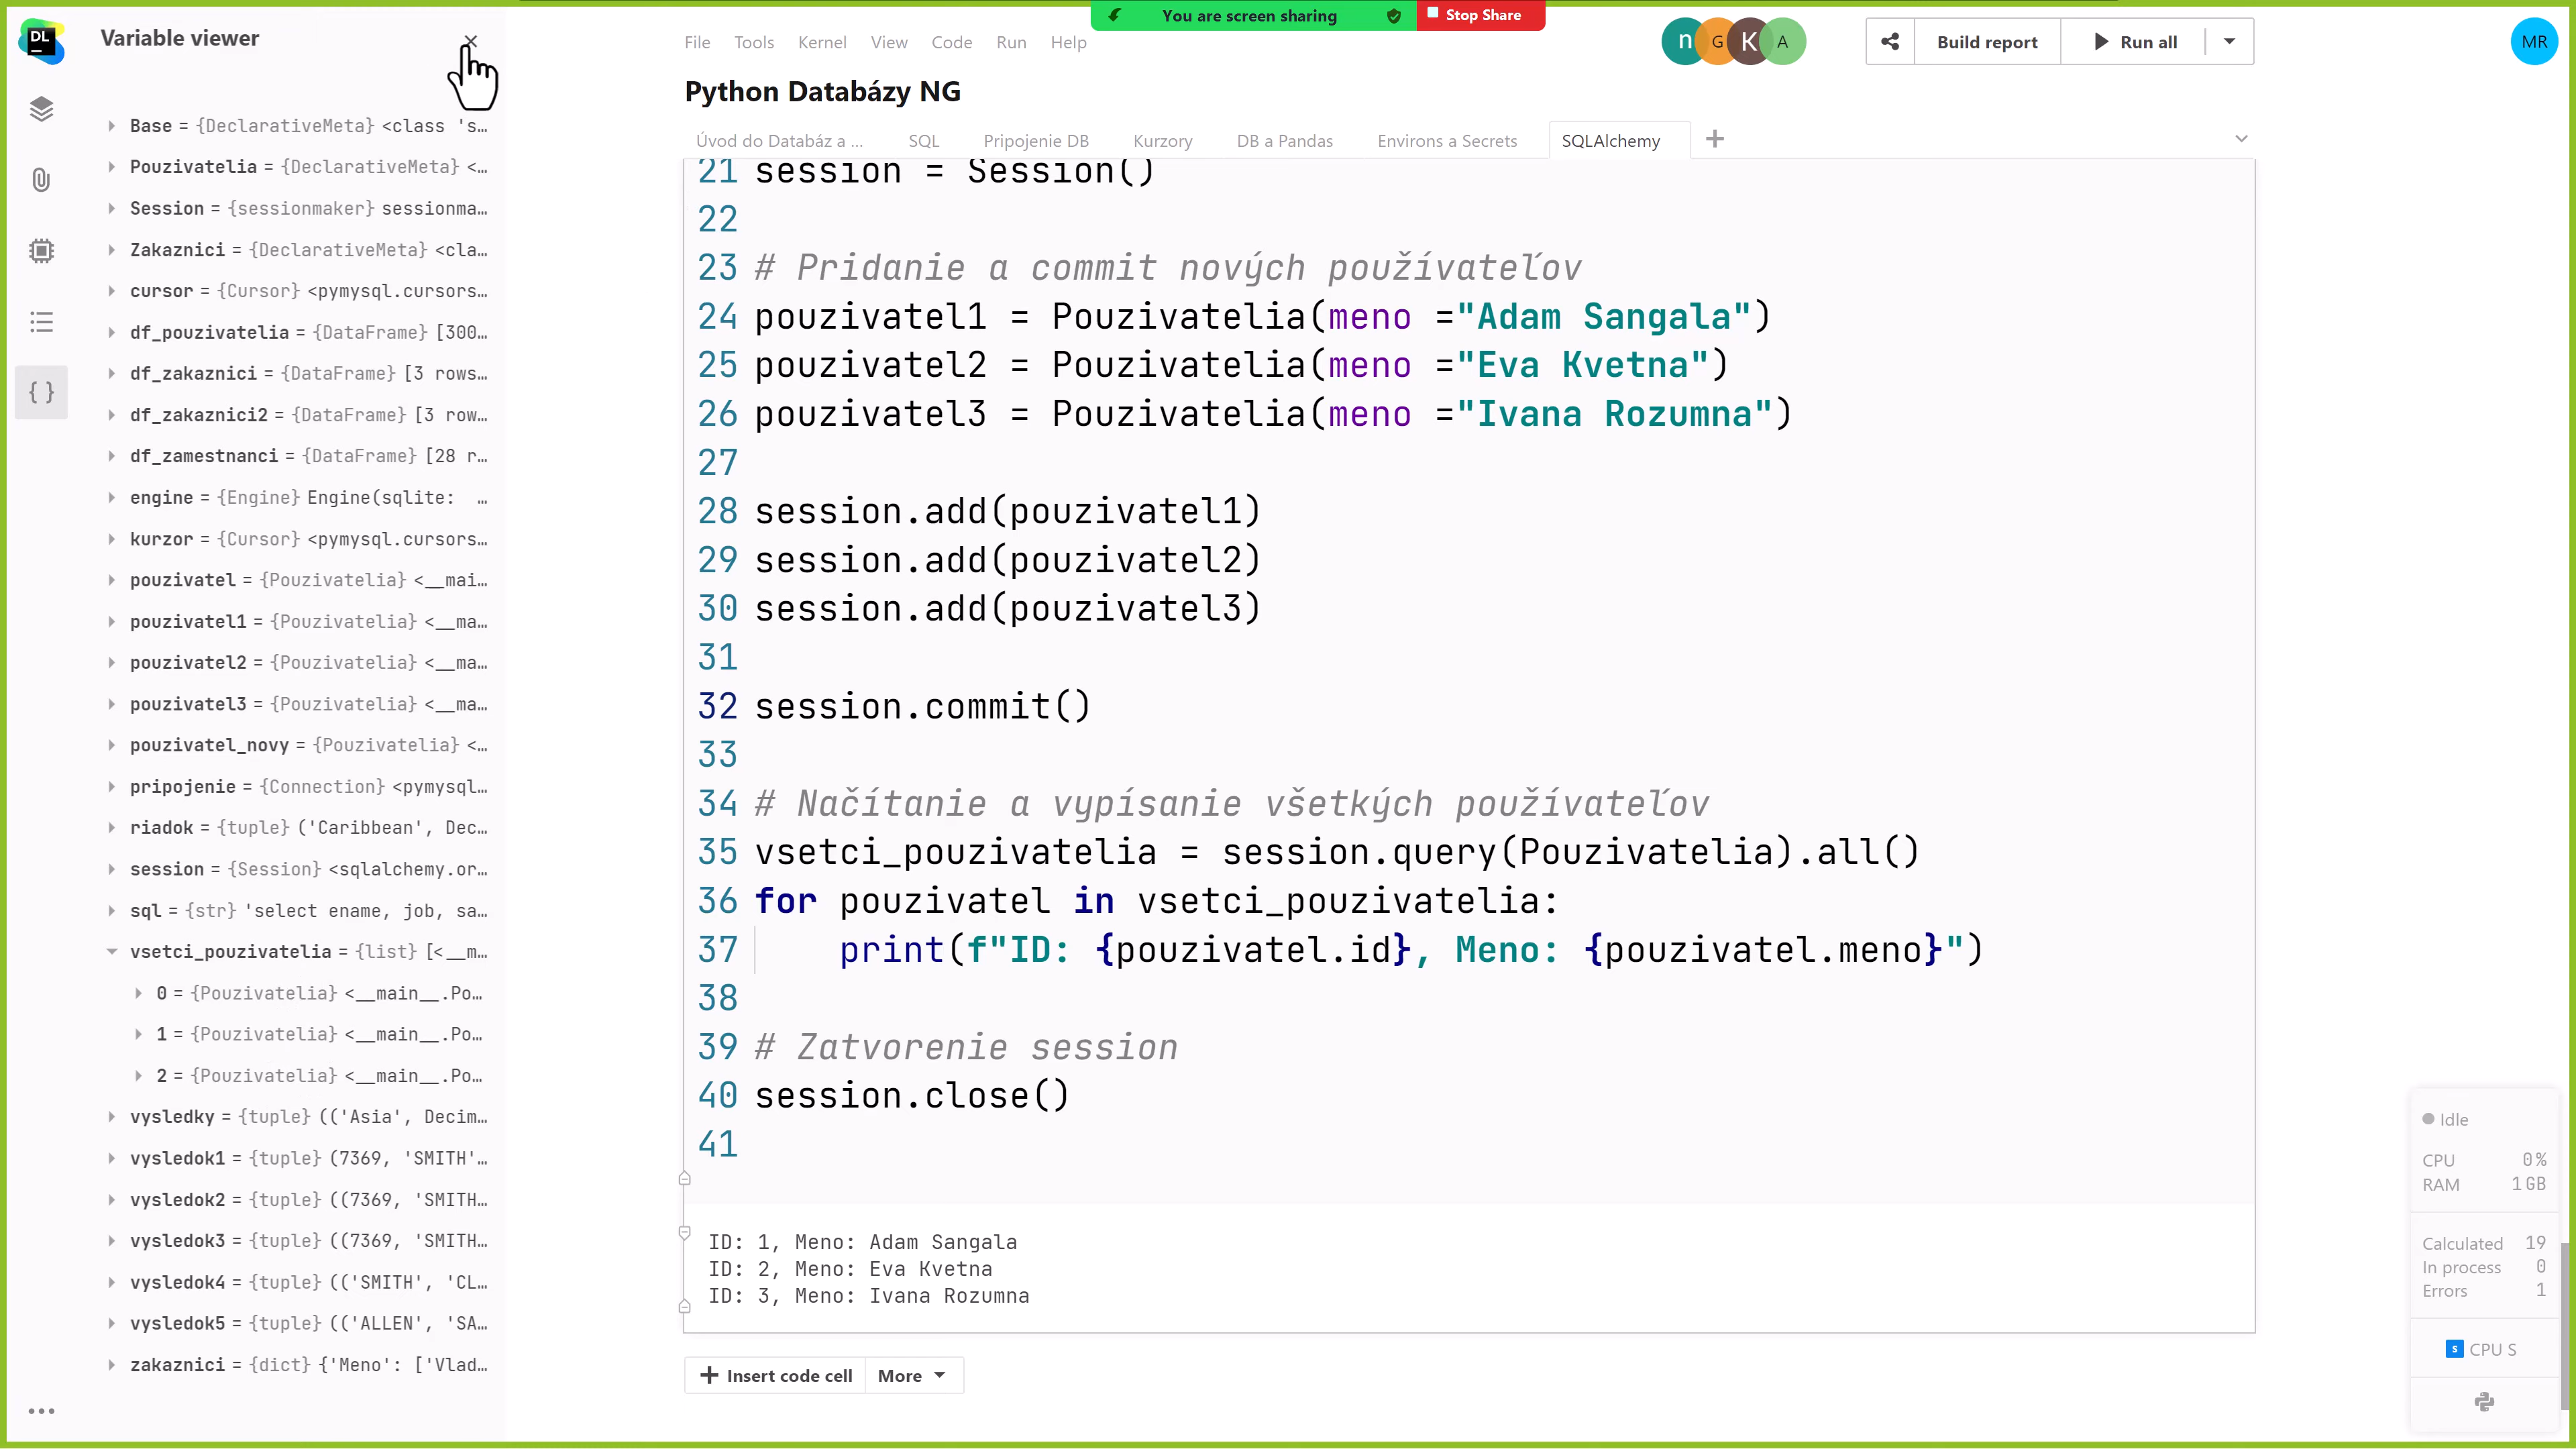 You are screen sharing
Stop Share
DL
Variable viewer
File Tools Kernel View Code Run Help
n G K A
Build report
Run all
MR
Python Databázy NG
Úvod do Databáz a ... SQL Pripojenie DB Kurzory DB a Pandas Environs a Secrets SQLAlchemy
Base = {DeclarativeMeta} <class 's…
Pouzivatelia = {DeclarativeMeta} <…
Session = {sessionmaker} sessionma…
Zakaznici = {DeclarativeMeta} <cla…
cursor = {Cursor} <pymysql.cursors…
df_pouzivatelia = {DataFrame} [300…
df_zakaznici = {DataFrame} [3 rows…
df_zakaznici2 = {DataFrame} [3 row…
df_zamestnanci = {DataFrame} [28 r…
engine = {Engine} Engine(sqlite: …
kurzor = {Cursor} <pymysql.cursors…
pouzivatel = {Pouzivatelia} <__mai…
pouzivatel1 = {Pouzivatelia} <__ma…
pouzivatel2 = {Pouzivatelia} <__ma…
pouzivatel3 = {Pouzivatelia} <__ma…
pouzivatel_novy = {Pouzivatelia} <…
pripojenie = {Connection} <pymysql…
riadok = {tuple} ('Caribbean', Dec…
session = {Session} <sqlalchemy.or…
sql = {str} 'select ename, job, sa…
vsetci_pouzivatelia = {list} [<__m…
0 = {Pouzivatelia} <__main__.Po…
1 = {Pouzivatelia} <__main__.Po…
2 = {Pouzivatelia} <__main__.Po…
vysledky = {tuple} (('Asia', Decim…
vysledok1 = {tuple} (7369, 'SMITH'…
vysledok2 = {tuple} ((7369, 'SMITH…
vysledok3 = {tuple} ((7369, 'SMITH…
vysledok4 = {tuple} (('SMITH', 'CL…
vysledok5 = {tuple} (('ALLEN', 'SA…
zakaznici = {dict} {'Meno': ['Vlad…
21 session = Session()
22
23 # Pridanie a commit nových používateľov
24 pouzivatel1 = Pouzivatelia(meno ="Adam Sangala")
25 pouzivatel2 = Pouzivatelia(meno ="Eva Kvetna")
26 pouzivatel3 = Pouzivatelia(meno ="Ivana Rozumna")
27
28 session.add(pouzivatel1)
29 session.add(pouzivatel2)
30 session.add(pouzivatel3)
31
32 session.commit()
33
34 # Načítanie a vypísanie všetkých používateľov
35 vsetci_pouzivatelia = session.query(Pouzivatelia).all()
36 for pouzivatel in vsetci_pouzivatelia:
37 print(f"ID: {pouzivatel.id}, Meno: {pouzivatel.meno}")
38
39 # Zatvorenie session
40 session.close()
41
ID: 1, Meno: Adam Sangala
ID: 2, Meno: Eva Kvetna
ID: 3, Meno: Ivana Rozumna
Insert code cell
More
Idle
CPU 0%
RAM 1 GB
Calculated 19
In process 0
Errors 1
S CPU S